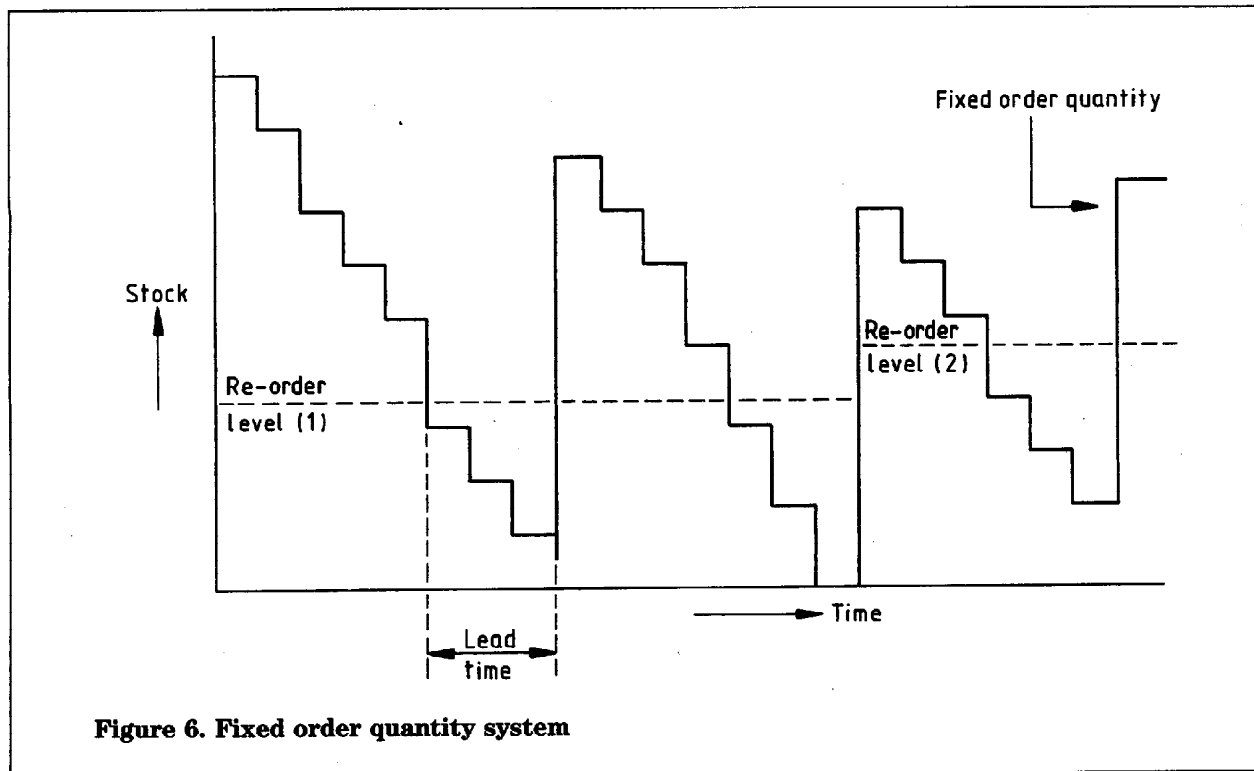 Fixed order quantity
Stock
Re-order
level (2)
Re-order
level (1)
Time
Lead
time
Figure 6. Fixed order quantity system